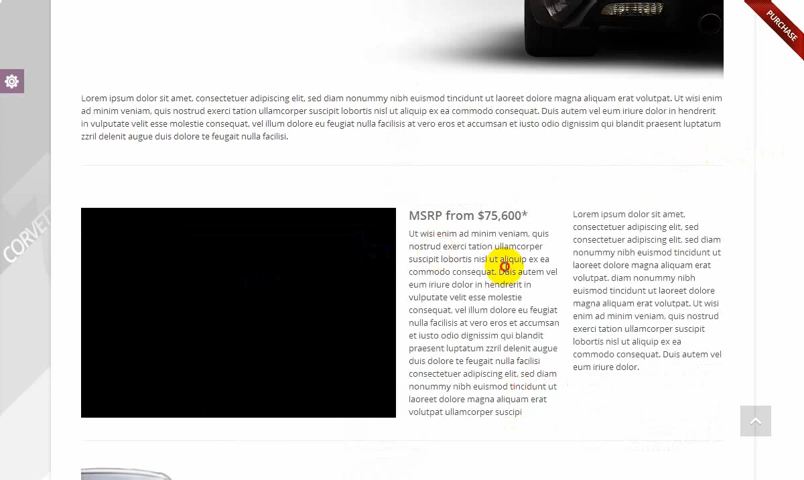 PURCHASE
Lorem ipsum dolor sit amet, consectetuer adipiscing elit, sed diam nonummy nibh euismod tincidunt ut laoreet dolore magna aliquam erat volutpat. Ut wisi enim
ad minim veniam, quis nostrud exerci tation ullamcorper suscipit lobortis nisl ut aliquip ex ea commodo consequat. Duis autem vel eum iriure dolor in hendrerit
in vulputate velit esse molestie consequat, vel illum dolore eu feugiat nulla facilisis at vero eros et accumsan et iusto odio dignissim qui blandit praesent luptatum
zzril delenit augue duis dolore te feugait nulla facilisi.
MSRP from $75,600*
Ut wisi enim ad minim veniam, quis
nostrud exerci tation ullamcorper
suscipit lobortis nisl ut aliquip ex ea
commodo consequat. Duis autem vel
eum iriure dolor in hendrerit in
vulputate velit esse molestie
consequat, vel illum dolore eu feugiat
nulla facilisis at vero eros et accumsan
et iusto odio dignissim qui blandit
praesent luptatum zzril delenit augue
duis dolore te feugait nulla facilisi
consectetuer adipiscing elit, sed diam
nonummy nibh euismod tincidunt ut
laoreet dolore magna aliquam erat
volutpat ullamcorper suscipi
Lorem ipsum dolor sit amet,
consectetuer adipiscing elit, sed
diam nonummy nibh euismod
consectetuer adipiscing elit, sed diam
nonummy nibh euismod tincidunt ut
laoreet dolore magna aliquam erat
volutpat. diam nonummy nibh
euismod tincidunt ut laoreet dolore
magna aliquam erat volutpat. Ut wisi
enim ad minim veniam, quis nostrud
exerci tation ullamcorper suscipit
lobortis nisl ut aliquip ex ea
commodo consequat. Duis autem vel
eum iriure dolor.